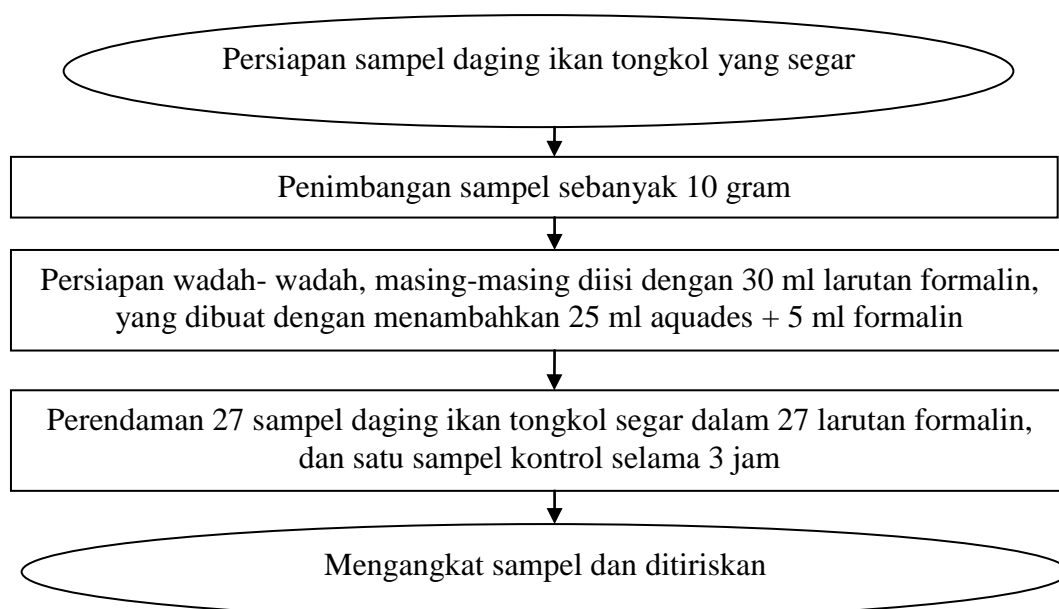 Persiapan sampel daging ikan tongkol yang segar
Penimbangan sampel sebanyak 10 gram
Persiapan wadah- wadah, masing-masing diisi dengan 30 ml larutan formalin,
yang dibuat dengan menambahkan 25 ml aquades + 5 ml formalin
Perendaman 27 sampel daging ikan tongkol segar dalam 27 larutan formalin,
dan satu sampel kontrol selama 3 jam
Mengangkat sampel dan ditiriskan